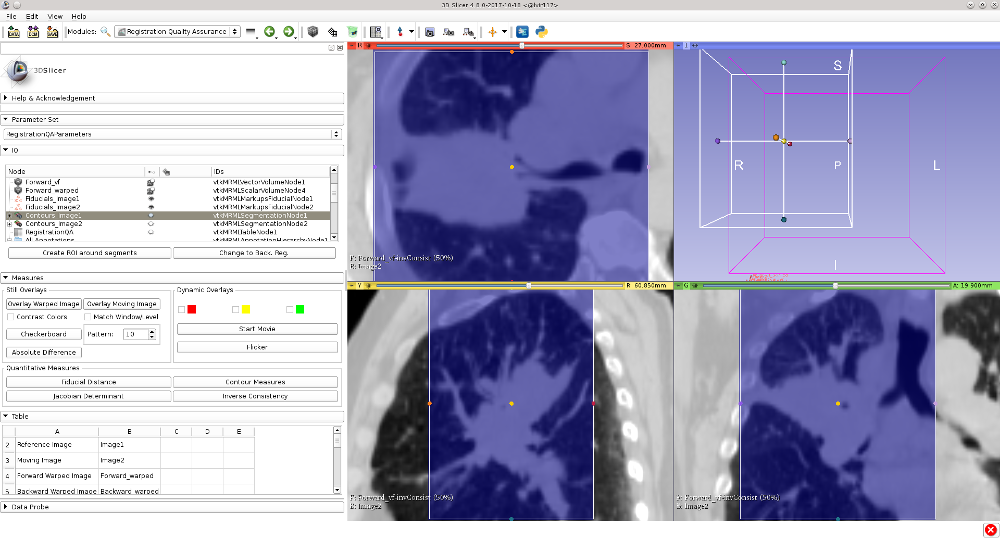 3D Slicer 4.8.0-2017-10-18 <@lxir117>
File Edit View Help
DATA DCM SAVE Modules: Registration Quality Assurance
3DSlicer
Help & Acknowledgement
Parameter Set
RegistrationQAParameters
IO
Node IDs
Forward_vf vtkMRMLVectorVolumeNode1
Forward_warped vtkMRMLScalarVolumeNode4
Fiducials_Image1 vtkMRMLMarkupsFiducialNode1
Fiducials_Image2 vtkMRMLMarkupsFiducialNode2
Contours_Image1 vtkMRMLSegmentationNode1
Contours_Image2 vtkMRMLSegmentationNode2
RegistrationQA vtkMRMLTableNode1
All Annotations vtkMRMLAnnotationHierarchyNode1
Create ROI around segments Change to Back. Reg.
Measures
Still Overlays Dynamic Overlays
Overlay Warped Image Overlay Moving Image
Contrast Colors Match Window/Level
Checkerboard Pattern: 10 Start Movie
Absolute Difference Flicker
Quantitative Measures
Fiducial Distance Contour Measures
Jacobian Determinant Inverse Consistency
Table
A B C D E
2 Reference Image Image1
3 Moving Image Image2
4 Forward Warped Image Forward_warped
5 Backward Warped Image Backward_warped
Data Probe
R S: 27.000mm
F: Forward_vf-invConsist (50%)
B: Image2
1
S
R P L
I
Y R: 60.850mm
F: Forward_vf-invConsist (50%)
B: Image2
G A: 19.900mm
F: Forward_vf-invConsist (50%)
B: Image2